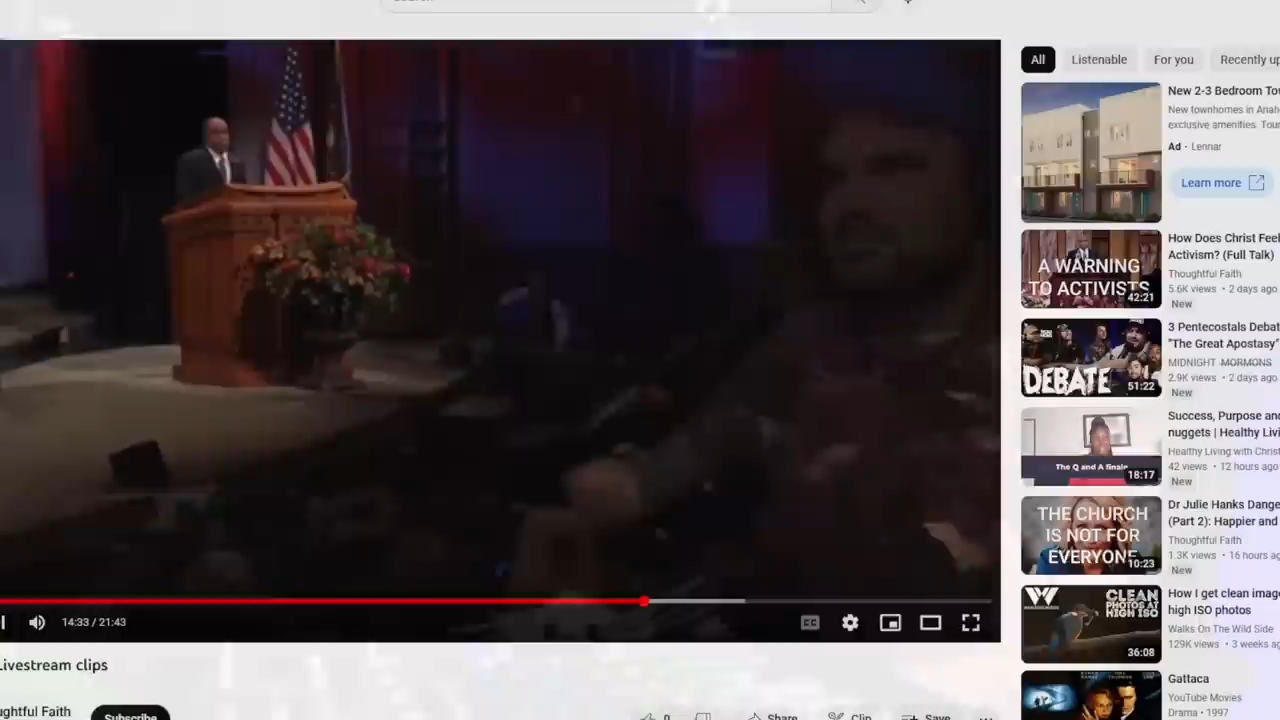 All
Listenable
For you
Recently up
New 2-3 Bedroom To
New townhomes in Anah
exclusive amenities. Tour
Ad · Lennar
Learn more
A WARNING
TO ACTIVISTS
42:21
How Does Christ Feel
Activism? (Full Talk)
Thoughtful Faith
5.6K views • 2 days ago
New
DEBATE
51:22
3 Pentecostals Debat
"The Great Apostasy"
MIDNIGHT MORMONS
2.9K views • 2 days ago
New
The Q and A finale
18:17
Success, Purpose and
nuggets | Healthy Livi
Healthy Living with Christ
42 views • 12 hours ago
New
THE CHURCH
IS NOT FOR
EVERYONE
10:23
Dr Julie Hanks Dange
(Part 2): Happier and
Thoughtful Faith
1.3K views • 16 hours ag
New
CLEAN
PHOTOS AT
HIGH ISO
36:08
How I get clean image
high ISO photos
Walks On The Wild Side
129K views • 3 weeks a
Gattaca
YouTube Movies
Drama • 1997
14:33 / 21:43
Livestream clips
ughtful Faith
Subscribe
0
Share
Clip
Save